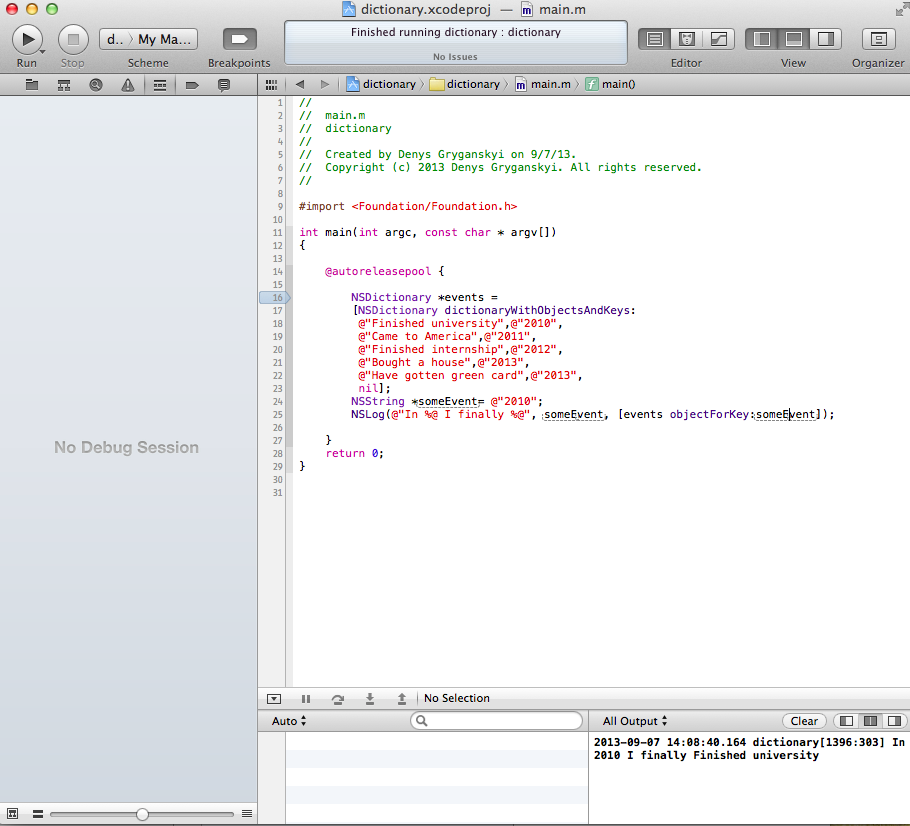 dictionary.xcodeproj — main.m
Run
Stop
d.. 〉 My Ma...
Scheme
Breakpoints
Finished running dictionary : dictionary
No Issues
Editor
View
Organizer
dictionary 〉 dictionary 〉 main.m 〉 main()
No Debug Session
1 //
2 //  main.m
3 //  dictionary
4 //
5 //  Created by Denys Gryganskyi on 9/7/13.
6 //  Copyright (c) 2013 Denys Gryganskyi. All rights reserved.
7 //
8
9 #import <Foundation/Foundation.h>
10
11 int main(int argc, const char * argv[])
12 {
13
14     @autoreleasepool {
15
16         NSDictionary *events =
17         [NSDictionary dictionaryWithObjectsAndKeys:
18          @"Finished university",@"2010",
19          @"Came to America",@"2011",
20          @"Finished internship",@"2012",
21          @"Bought a house",@"2013",
22          @"Have gotten green card",@"2013",
23          nil];
24         NSString *someEvent= @"2010";
25         NSLog(@"In %@ I finally %@", someEvent, [events objectForKey:someEvent]);
26
27     }
28     return 0;
29 }
30
31
No Selection
Auto
All Output
Clear
2013-09-07 14:08:40.164 dictionary[1396:303] In
2010 I finally Finished university